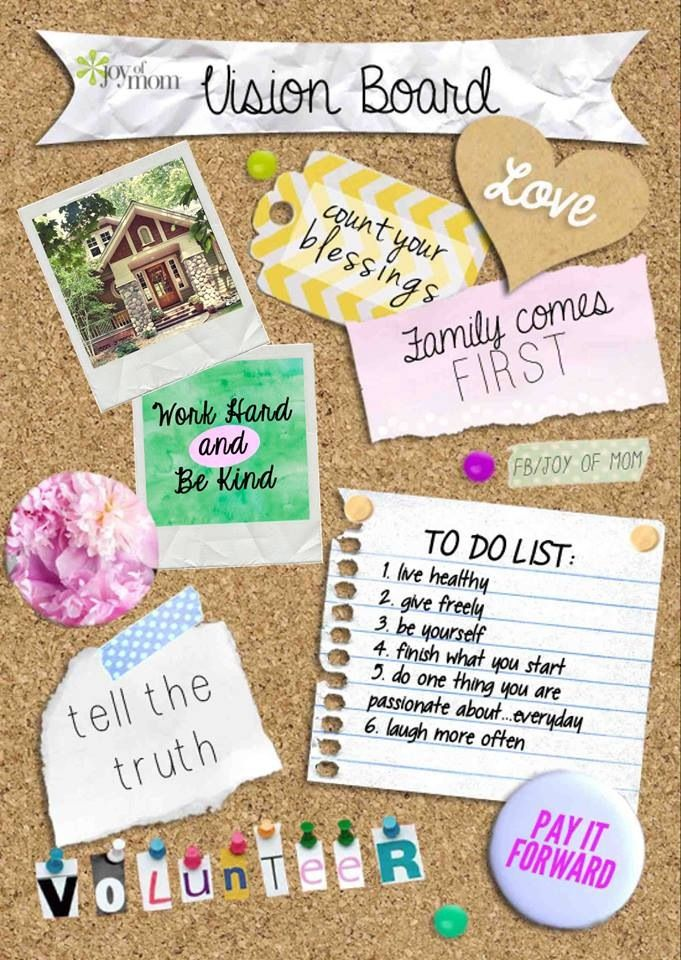 joy of
mom
Vision Board
Love
count your
blessings
Family comes
FIRST
Work Hard
and
Be Kind
FB/JOY OF MOM
TO DO LIST:
1. live healthy
2. give freely
3. be yourself
4. finish what you start
5. do one thing you are
passionate about...everyday
6. laugh more often
tell the
truth
PAY IT
FORWARD
VOLUNTEER